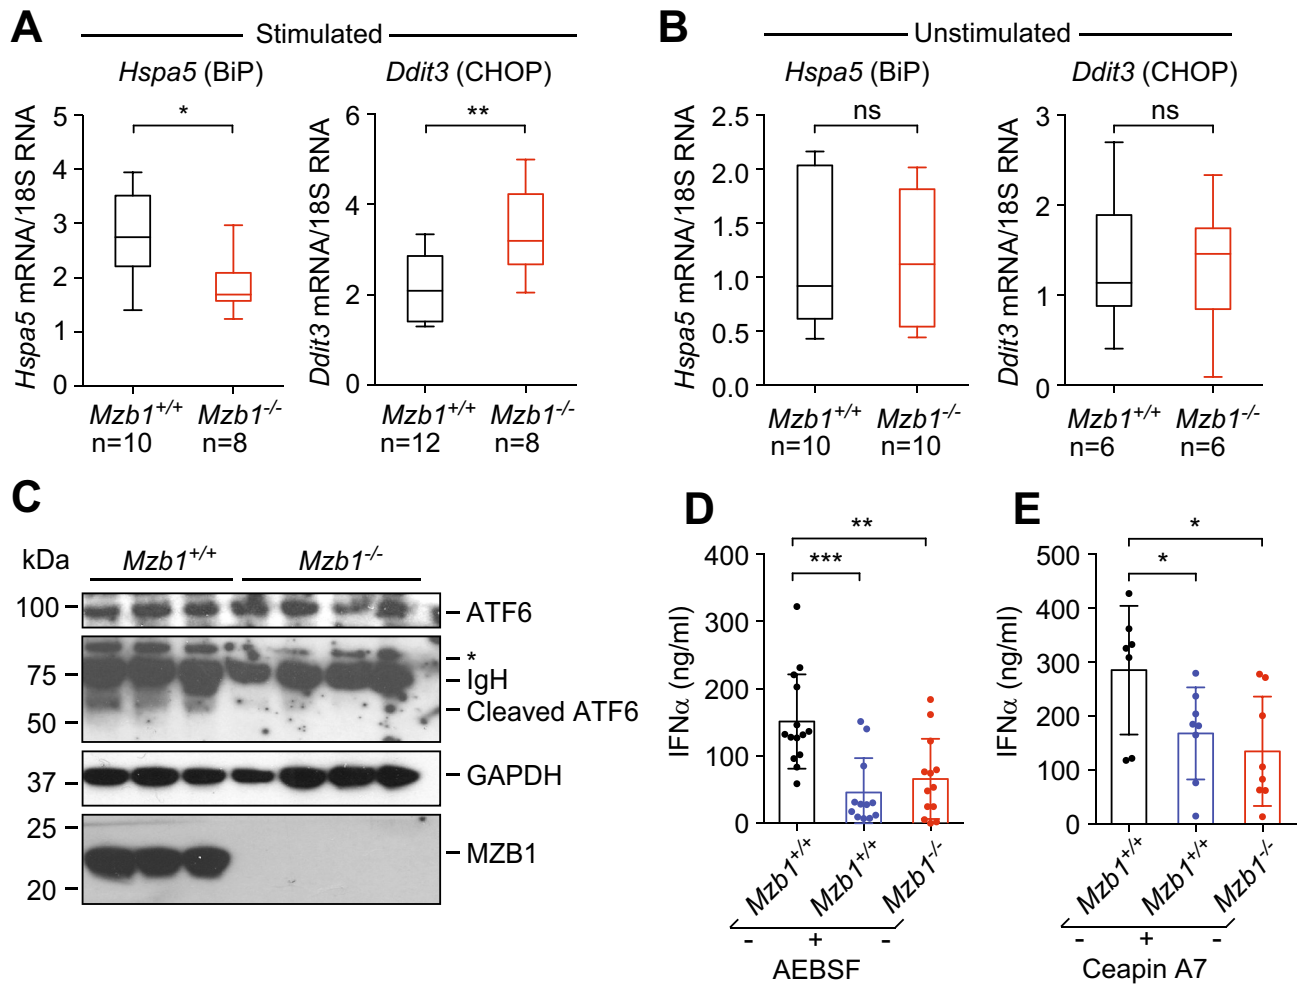 A
Stimulated
Hspa5 (BiP)
Ddit3 (CHOP)
Hspa5 mRNA/18S RNA
5
4
3
2
1
0
*
Mzb1+/+
n=10
Mzb1-/-
n=8
Ddit3 mRNA/18S RNA
6
4
2
0
**
Mzb1+/+
n=12
Mzb1-/-
n=8
B
Unstimulated
Hspa5 (BiP)
Ddit3 (CHOP)
Hspa5 mRNA/18S RNA
2.5
2.0
1.5
1.0
0.5
0.0
ns
Mzb1+/+
n=10
Mzb1-/-
n=10
Ddit3 mRNA/18S RNA
3
2
1
0
ns
Mzb1+/+
n=6
Mzb1-/-
n=6
C
kDa
Mzb1+/+
Mzb1-/-
100
75
50
37
25
20
ATF6
*
IgH
Cleaved ATF6
GAPDH
MZB1
D
IFNα (ng/ml)
400
300
200
100
0
**
***
Mzb1+/+
Mzb1+/+
Mzb1-/-
- + -
AEBSF
E
IFNα (ng/ml)
500
400
300
200
100
0
*
*
Mzb1+/+
Mzb1+/+
Mzb1-/-
- + -
Ceapin A7